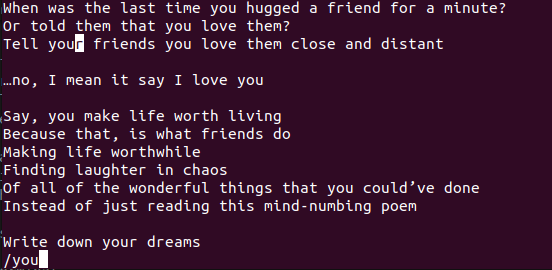 When was the last time you hugged a friend for a minute?
Or told them that you love them?
Tell your friends you love them close and distant
…no, I mean it say I love you
Say, you make life worth living
Because that, is what friends do
Making life worthwhile
Finding laughter in chaos
Of all of the wonderful things that you could’ve done
Instead of just reading this mind-numbing poem
Write down your dreams
/you